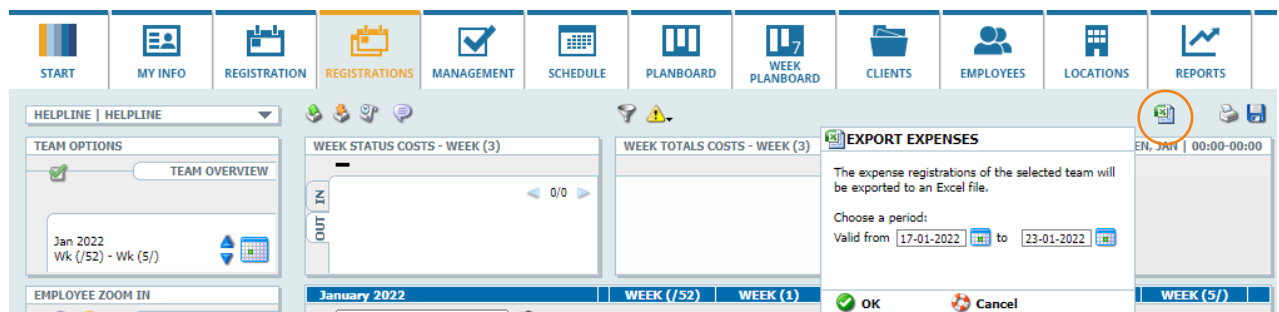 START
MY INFO
REGISTRATION
REGISTRATIONS
MANAGEMENT
SCHEDULE
PLANBOARD
7
WEEK
PLANBOARD
CLIENTS
EMPLOYEES
LOCATIONS
REPORTS
HELPLINE | HELPLINE
TEAM OPTIONS
TEAM OVERVIEW
Jan 2022
Wk (/52) - Wk (5/)
EMPLOYEE ZOOM IN
WEEK STATUS COSTS - WEEK (3)
IN
OUT
0/0
WEEK TOTALS COSTS - WEEK (3)
EN, JAN | 00:00-00:00
EXPORT EXPENSES
The expense registrations of the selected team will
be exported to an Excel file.
Choose a period:
Valid from 17-01-2022 to 23-01-2022
OK Cancel
January 2022 WEEK (/52) WEEK (1) WEEK (5/)